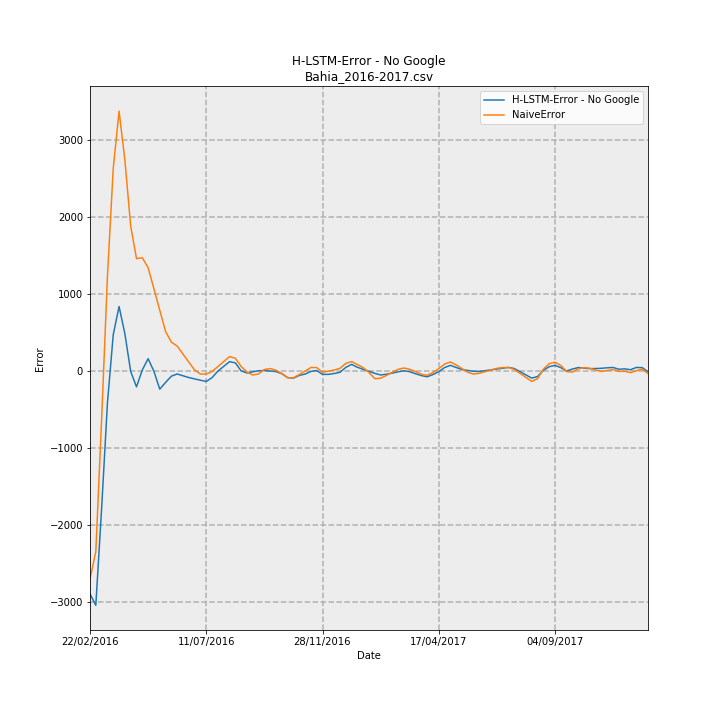 H-LSTM-Error - No Google
Bahia_2016-2017.csv
H-LSTM-Error - No Google
NaiveError
3000
2000
1000
0
−1000
−2000
−3000
Error
22/02/2016 11/07/2016 28/11/2016 17/04/2017 04/09/2017
Date